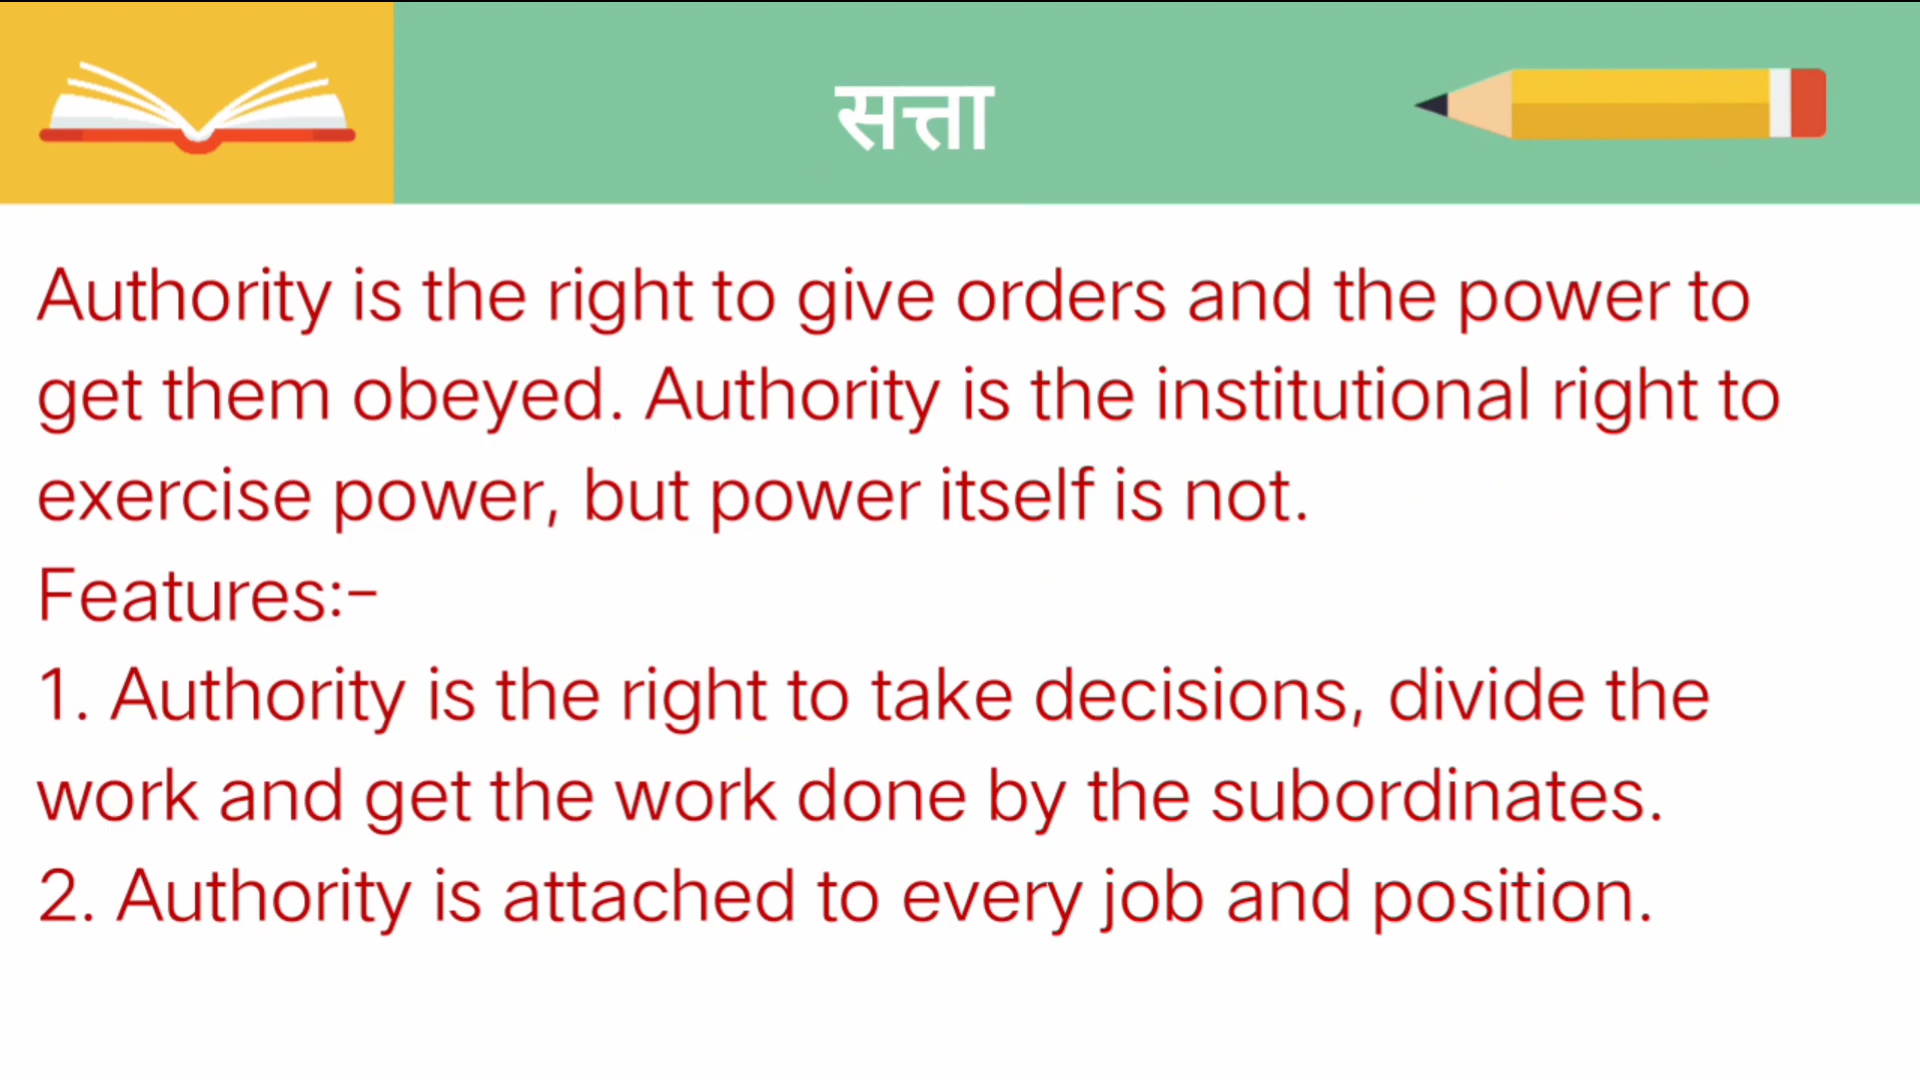 सत्ता
Authority is the right to give orders and the power to
get them obeyed. Authority is the institutional right to
exercise power, but power itself is not.
Features:-
1. Authority is the right to take decisions, divide the
work and get the work done by the subordinates.
2. Authority is attached to every job and position.